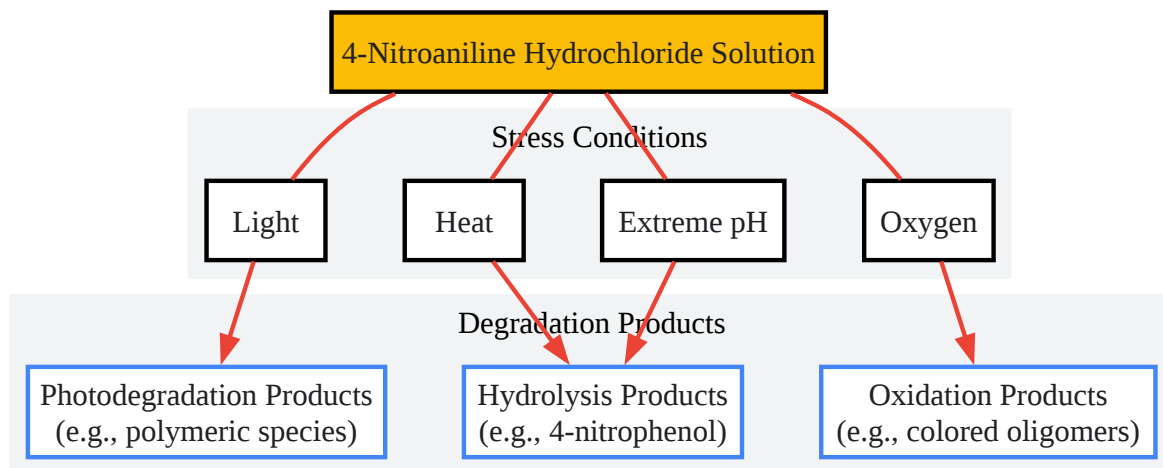 4-Nitroaniline Hydrochloride Solution
Stress Conditions
Light
Heat
Extreme pH
Oxygen
Degradation Products
Photodegradation Products
(e.g., polymeric species)
Hydrolysis Products
(e.g., 4-nitrophenol)
Oxidation Products
(e.g., colored oligomers)